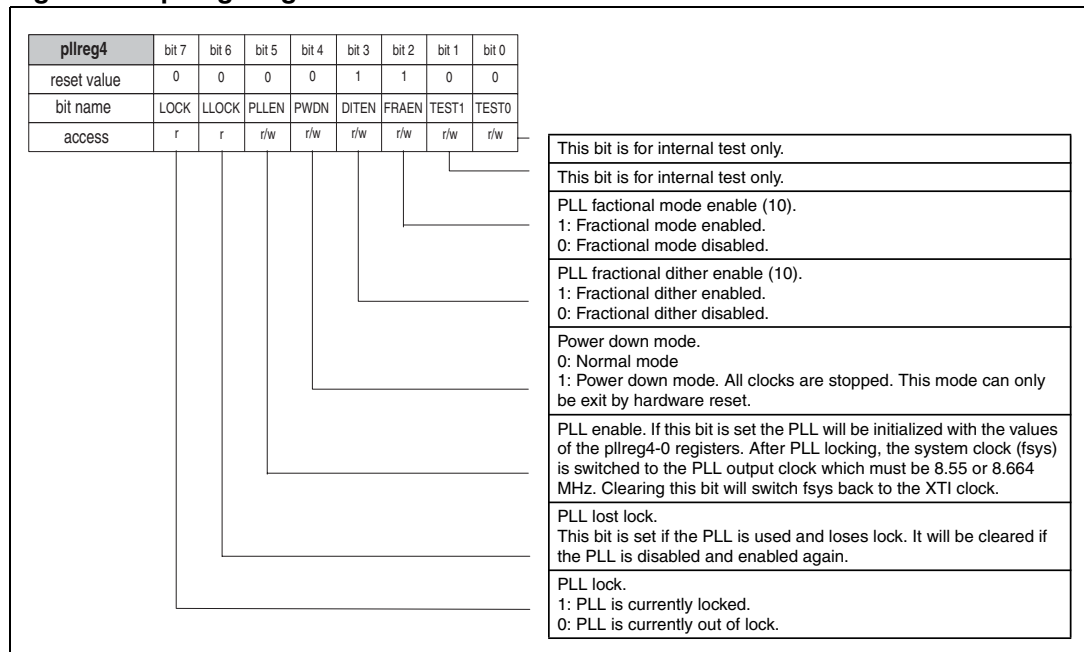 pllreg4 bit 7 bit 6 bit 5 bit 4 bit 3 bit 2 bit 1 bit 0
reset value 0 0 0 0 1 1 0 0
bit name LOCK LLOCK PLLEN PWDN DITEN FRAEN TEST1 TEST0
access r r r/w r/w r/w r/w r/w r/w
This bit is for internal test only.
This bit is for internal test only.
PLL factional mode enable (10).
1: Fractional mode enabled.
0: Fractional mode disabled.
PLL fractional dither enable (10).
1: Fractional dither enabled.
0: Fractional dither disabled.
Power down mode.
0: Normal mode
1: Power down mode. All clocks are stopped. This mode can only
be exit by hardware reset.
PLL enable. If this bit is set the PLL will be initialized with the values
of the pllreg4-0 registers. After PLL locking, the system clock (fsys)
is switched to the PLL output clock which must be 8.55 or 8.664
MHz. Clearing this bit will switch fsys back to the XTI clock.
PLL lost lock.
This bit is set if the PLL is used and loses lock. It will be cleared if
the PLL is disabled and enabled again.
PLL lock.
1: PLL is currently locked.
0: PLL is currently out of lock.